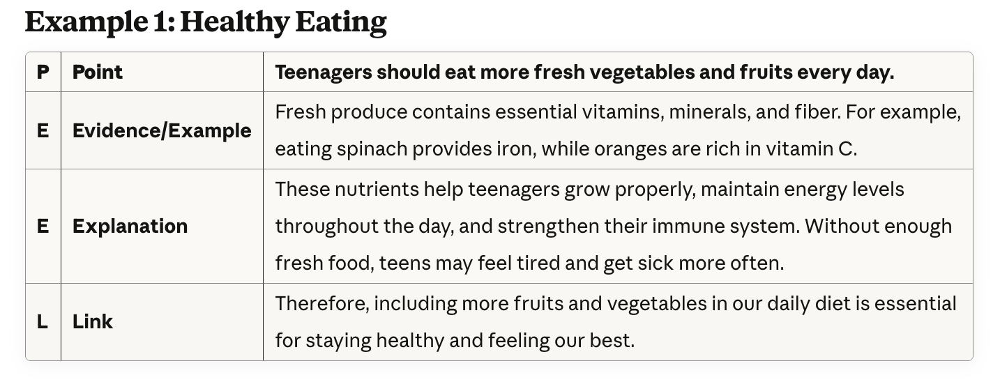 Example 1: Healthy Eating
P Point Teenagers should eat more fresh vegetables and fruits every day.
E Evidence/Example Fresh produce contains essential vitamins, minerals, and fiber. For example,
eating spinach provides iron, while oranges are rich in vitamin C.
E Explanation These nutrients help teenagers grow properly, maintain energy levels
throughout the day, and strengthen their immune system. Without enough
fresh food, teens may feel tired and get sick more often.
L Link Therefore, including more fruits and vegetables in our daily diet is essential
for staying healthy and feeling our best.